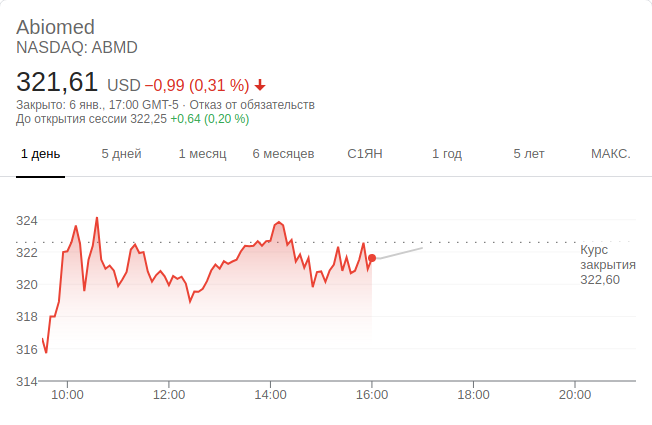 Abiomed
NASDAQ: ABMD
321,61 USD −0,99 (0,31 %)
Закрыто: 6 янв., 17:00 GMT-5 · Отказ от обязательств
До открытия сессии 322,25 +0,64 (0,20 %)
1 день 5 дней 1 месяц 6 месяцев С1ЯН 1 год 5 лет МАКС.
324
322
320
318
316
314
Курс
закрытия
322,60
10:00 12:00 14:00 16:00 18:00 20:00